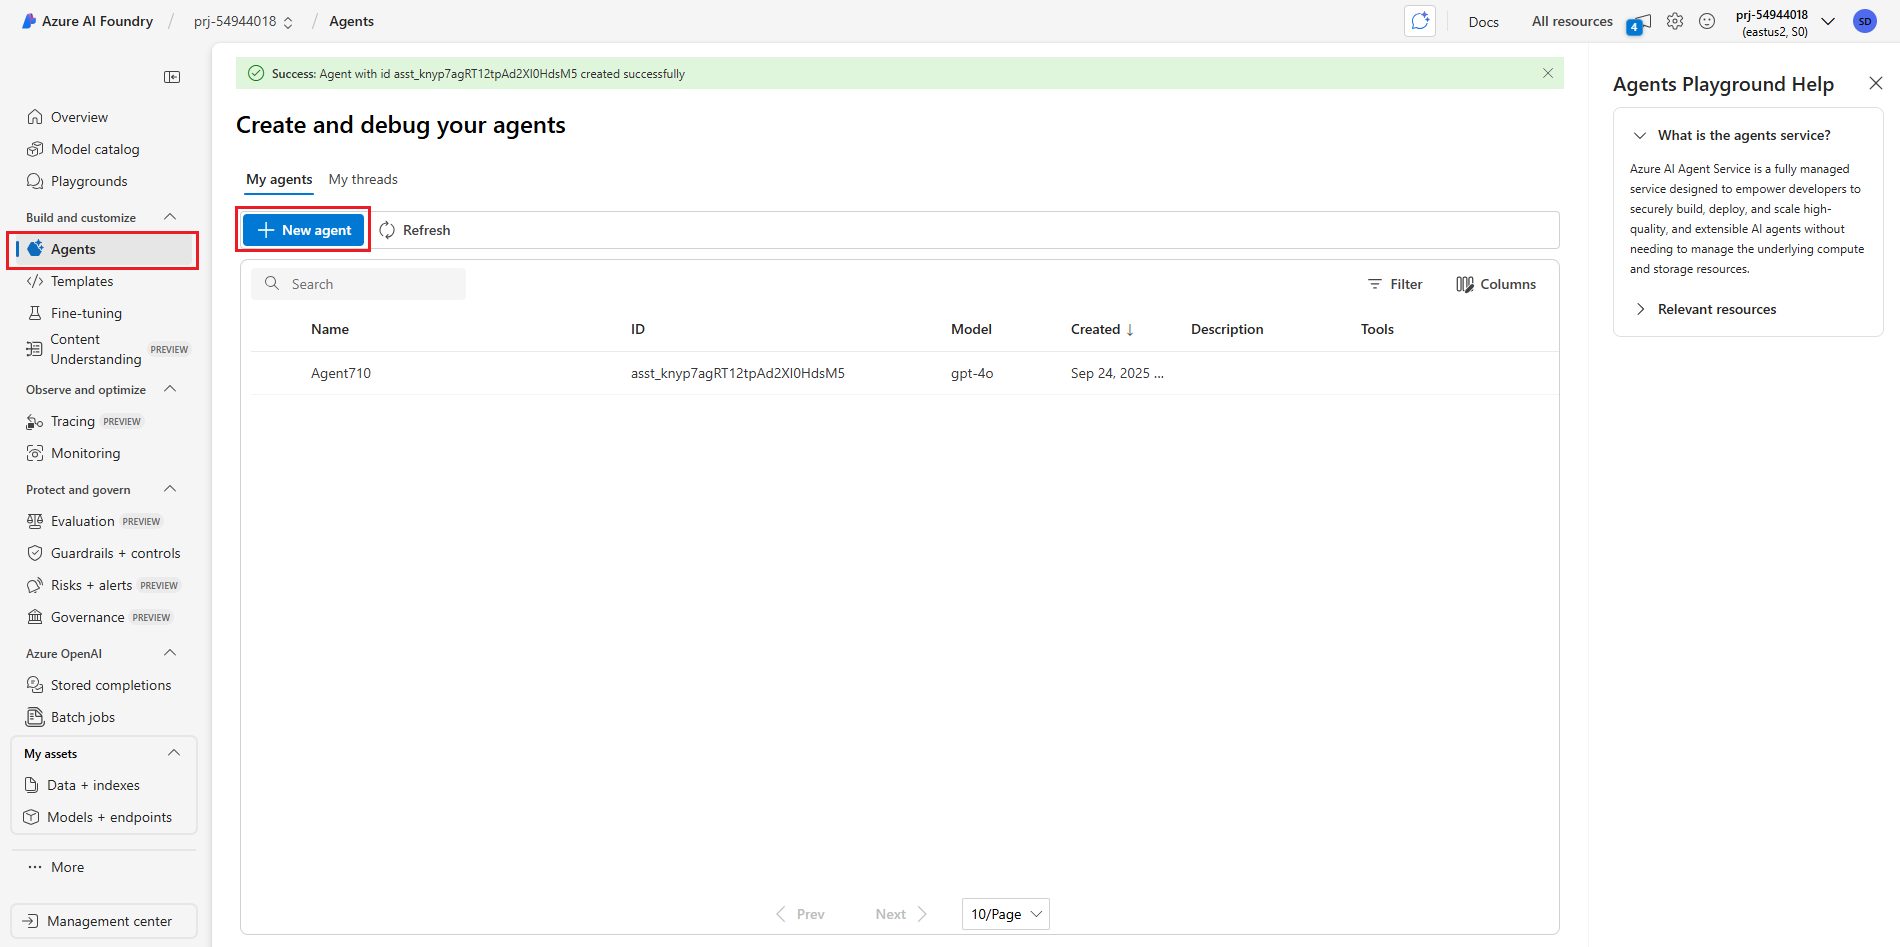 Azure AI Foundry / prj-54944018 / Agents
Docs
All resources
4
prj-54944018
(eastus2, S0)
SD
Overview
Model catalog
Playgrounds
Build and customize
Agents
Templates
Fine-tuning
Content
Understanding PREVIEW
Observe and optimize
Tracing PREVIEW
Monitoring
Protect and govern
Evaluation PREVIEW
Guardrails + controls
Risks + alerts PREVIEW
Governance PREVIEW
Azure OpenAI
Stored completions
Batch jobs
My assets
Data + indexes
Models + endpoints
More
Management center
Success: Agent with id asst_knyp7agRT12tpAd2Xl0HdsM5 created successfully
Create and debug your agents
My agents My threads
New agent Refresh
Search Filter Columns
Name ID Model Created ↓ Description Tools
Agent710 asst_knyp7agRT12tpAd2Xl0HdsM5 gpt-4o Sep 24, 2025 ...
Prev Next 10/Page
Agents Playground Help
What is the agents service?
Azure AI Agent Service is a fully managed
service designed to empower developers to
securely build, deploy, and scale high-
quality, and extensible AI agents without
needing to manage the underlying compute
and storage resources.
Relevant resources